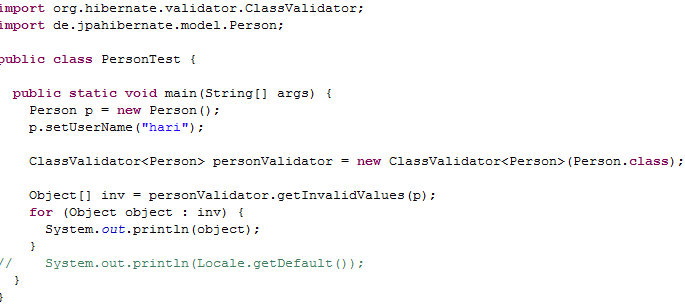 import org.hibernate.validator.ClassValidator;
import de.jpahibernate.model.Person;
public class PersonTest {
public static void main(String[] args) {
Person p = new Person();
p.setUserName("hari");
ClassValidator<Person> personValidator = new ClassValidator<Person>(Person.class);
Object[] inv = personValidator.getInvalidValues(p);
for (Object object : inv) {
System.out.println(object);
}
// System.out.println(Locale.getDefault());
}
}